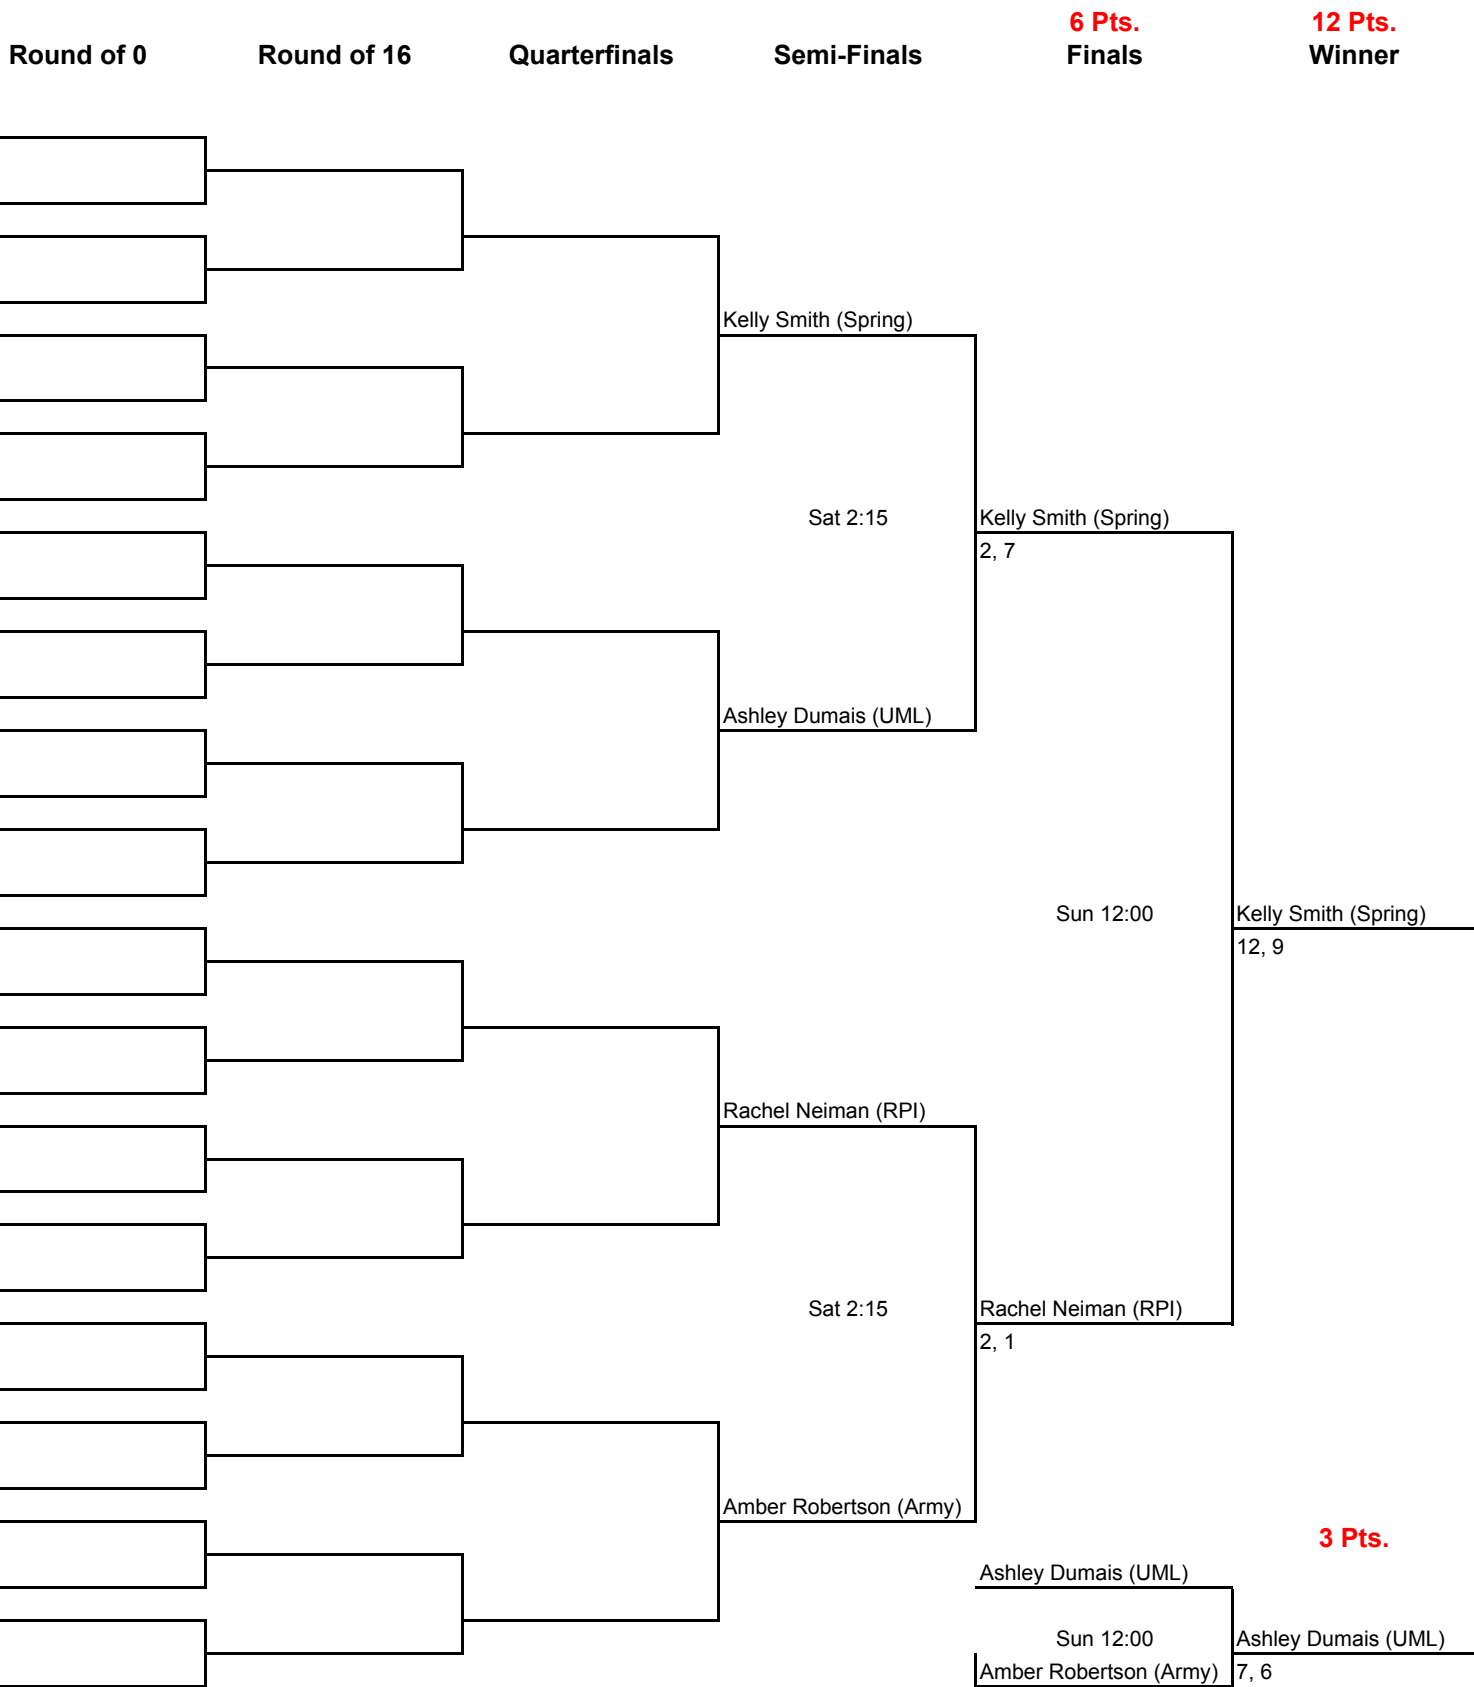 6 Pts.
12 Pts.
Round of 0
Round of 16
Quarterfinals
Semi-Finals
Finals
Winner
Kelly Smith (Spring)
Sat 2:15
Kelly Smith (Spring)
2, 7
Ashley Dumais (UML)
Sun 12:00
Kelly Smith (Spring)
12, 9
Rachel Neiman (RPI)
Sat 2:15
Rachel Neiman (RPI)
2, 1
Amber Robertson (Army)
3 Pts.
Ashley Dumais (UML)
Sun 12:00
Ashley Dumais (UML)
Amber Robertson (Army)
7, 6